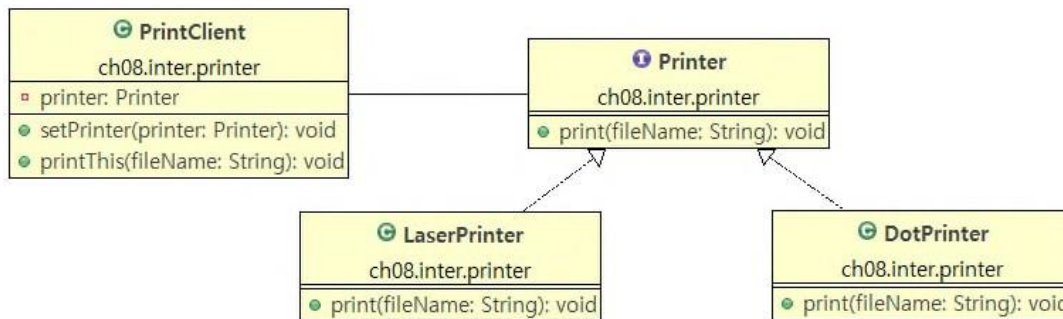 PrintClient
ch08.inter.printer
printer: Printer
setPrinter(printer: Printer): void
printThis(fileName: String): void
I Printer
ch08.inter.printer
print(fileName: String): void
C LaserPrinter
ch08.inter.printer
print(fileName: String): void
C DotPrinter
ch08.inter.printer
print(fileName: String): void